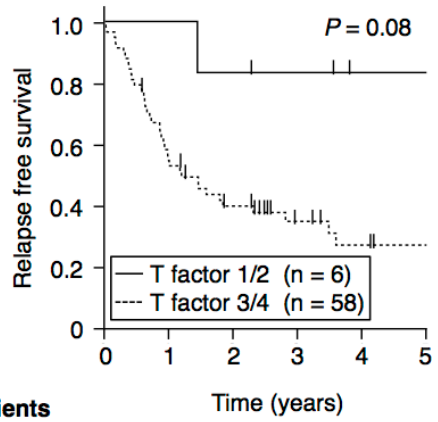 P = 0.08
Relapse free survival
1.0
0.8
0.6
0.4
0.2
0
T factor 1/2 (n = 6)
T factor 3/4 (n = 58)
0 1 2 3 4 5
Time (years)
ients